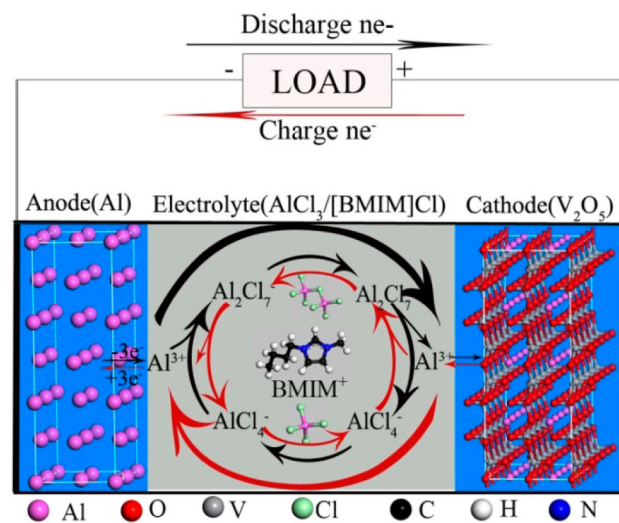 Discharge ne-
- LOAD +
Charge ne⁻
Anode(Al) Electrolyte(AlCl₃/[BMIM]Cl) Cathode(V₂O₅)
Al₂Cl₇⁻ Al₂Cl₇⁻
-3e⁻ Al³⁺ Al³⁺
+3e⁻
BMIM⁺
AlCl₄⁻ AlCl₄⁻
Al O V Cl C H N